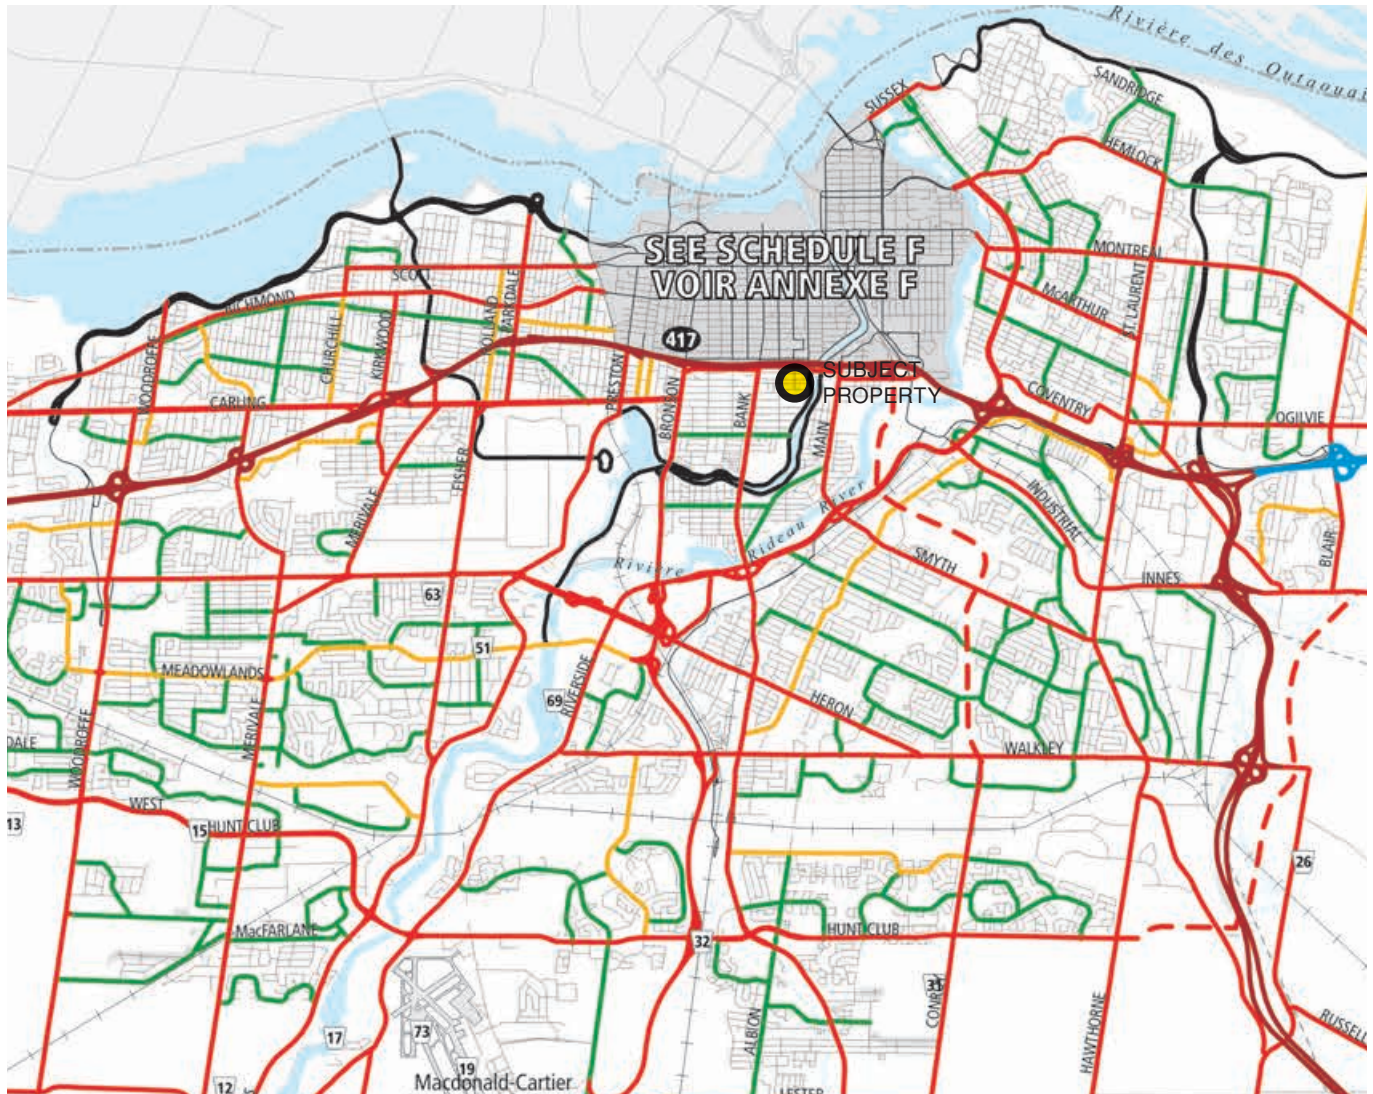 Rivière des Outaouai
SANDRIDGE
SUSSEX
HEMLOCK
SEE SCHEDULE F
VOIR ANNEXE F
MONTREAL
SCOTT
RICHMOND
McARTHUR
ST. LAURENT
HOLLAND
PARKDALE
CHURCHILL
KIRKWOOD
417
WOODROFFE
PRESTON
SUBJECT
PROPERTY
CARLING
BRONSON
BANK
MAIN
COVENTRY
OGILVIE
FISHER
MERIVALE
INDUSTRIAL
Rivière Rideau River
SMYTH
BLAIR
INNES
63
51
MEADOWLANDS
RIVERSIDE
69
HERON
DALE
WOODROFFE
MERIVALE
WALKLEY
WEST
13
15
HUNT CLUB
26
MacFARLANE
32
HUNT CLUB
31
CONROY
HAWTHORNE
ALBION
RUSSELL
17
73
19
12
Macdonald-Cartier
LESTER